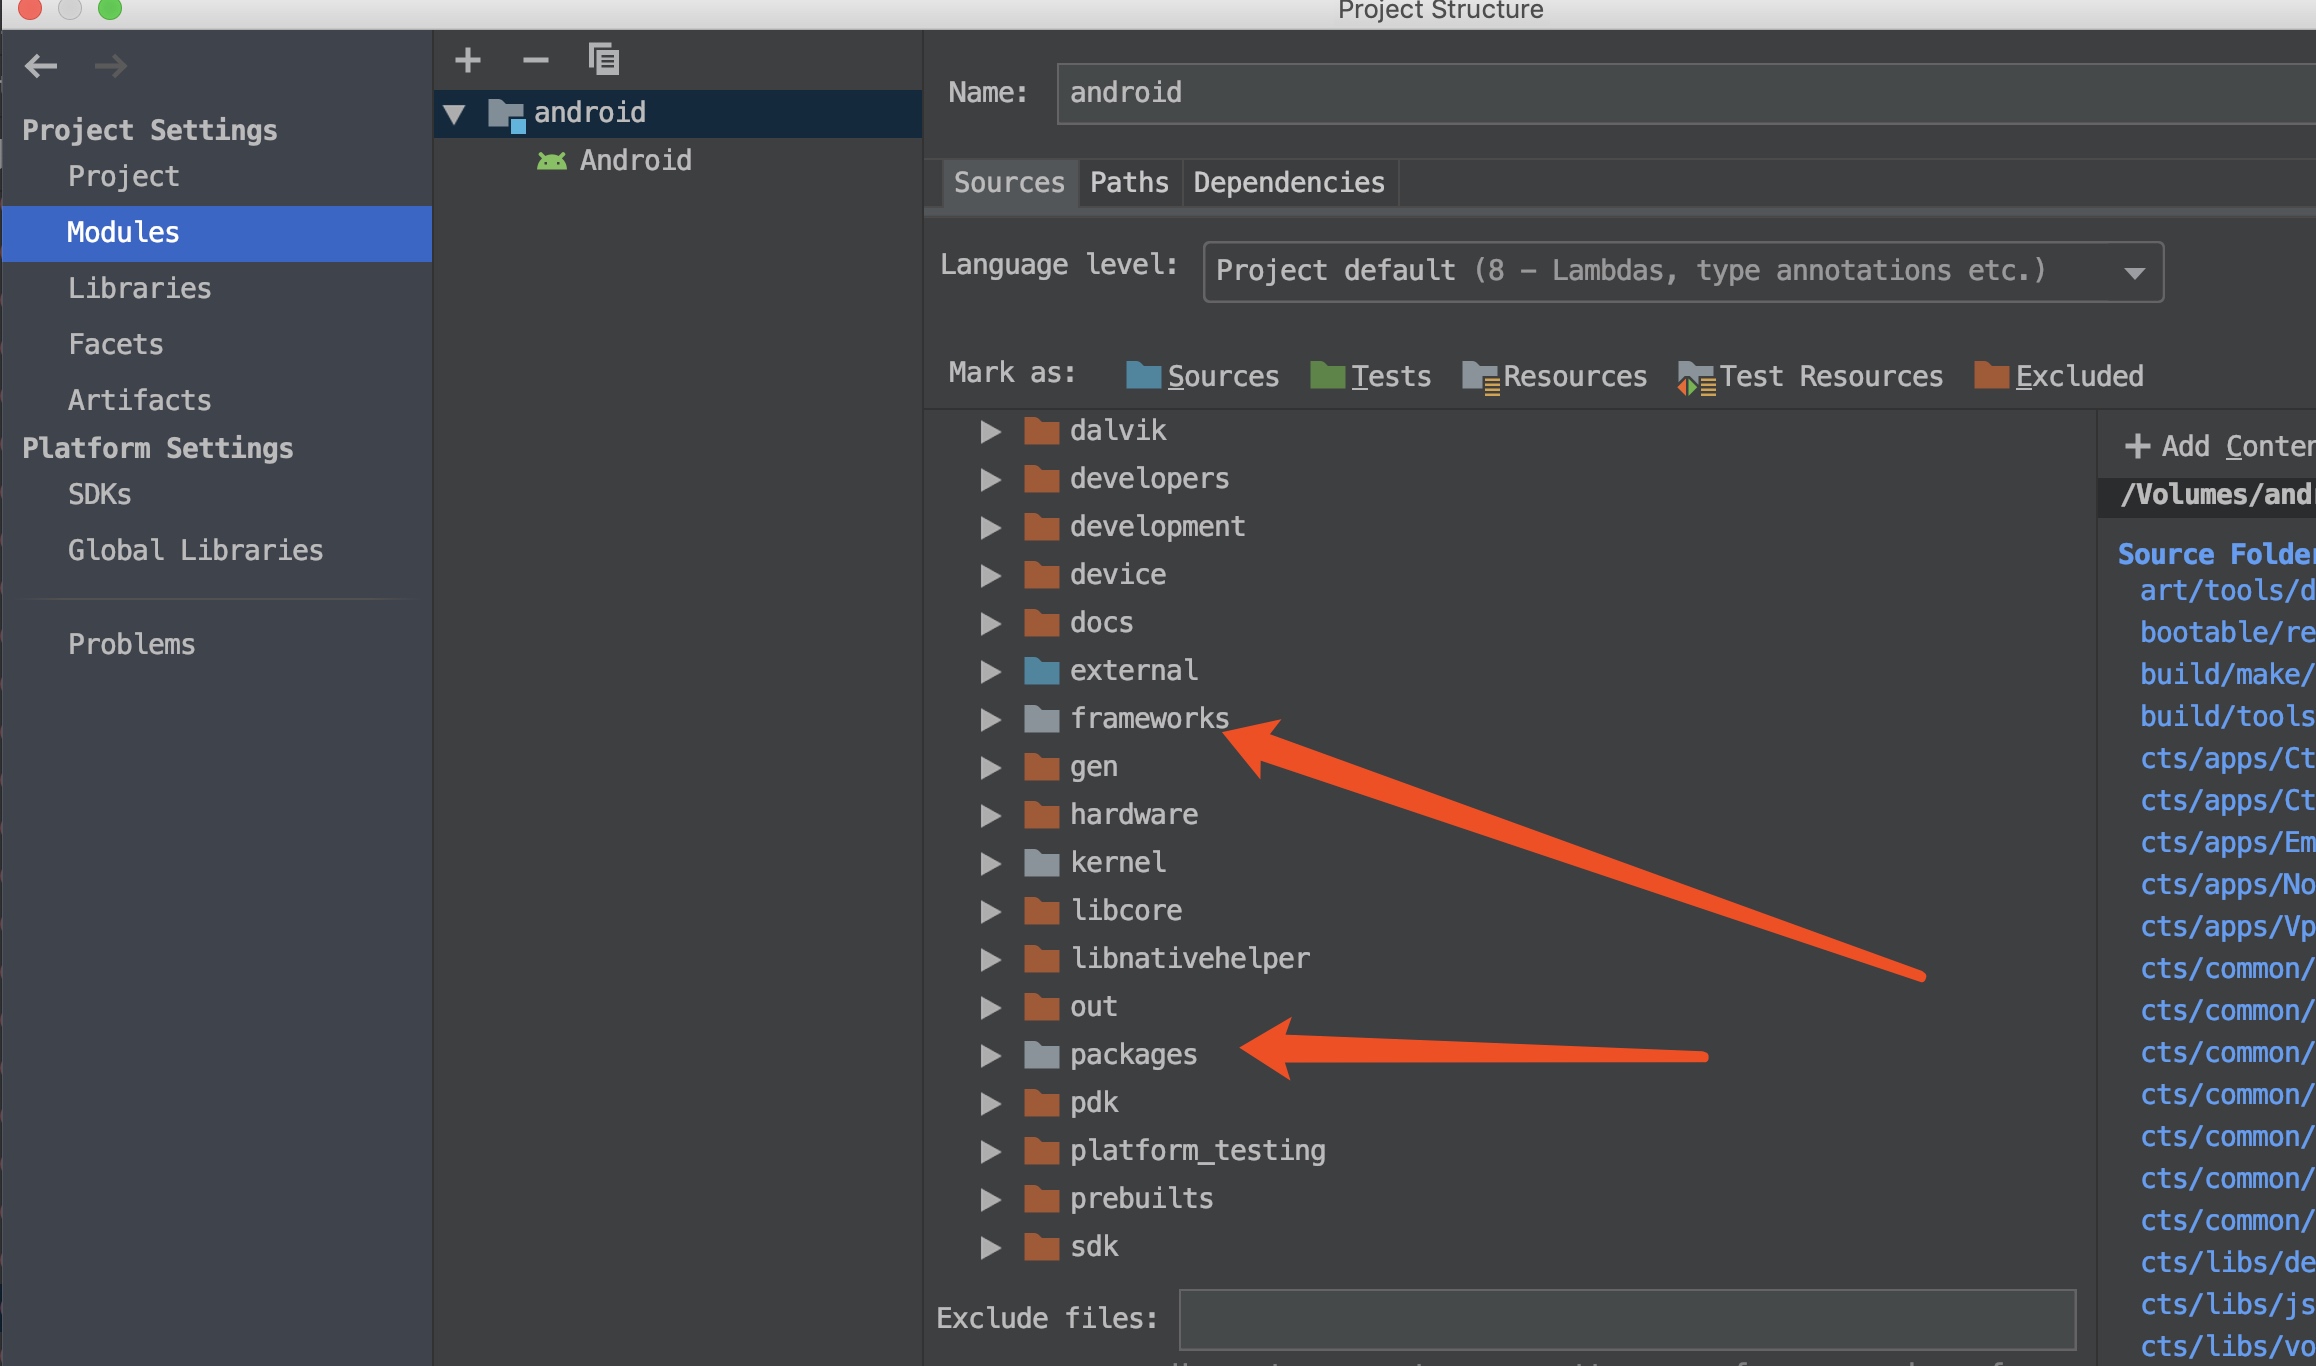 Project Structure
Project Settings
Project
Modules
Libraries
Facets
Artifacts
Platform Settings
SDKs
Global Libraries
Problems
android
Android
Name: android
Sources Paths Dependencies
Language level: Project default (8 – Lambdas, type annotations etc.)
Mark as: Sources Tests Resources Test Resources Excluded
dalvik
developers
development
device
docs
external
frameworks
gen
hardware
kernel
libcore
libnativehelper
out
packages
pdk
platform_testing
prebuilts
sdk
Exclude files:
+ Add Conten
/Volumes/and
Source Folde
art/tools/d
bootable/re
build/make/
build/tools
cts/apps/Ct
cts/apps/Ct
cts/apps/Em
cts/apps/No
cts/apps/Vp
cts/common/
cts/common/
cts/common/
cts/common/
cts/common/
cts/common/
cts/common/
cts/libs/de
cts/libs/js
cts/libs/vo